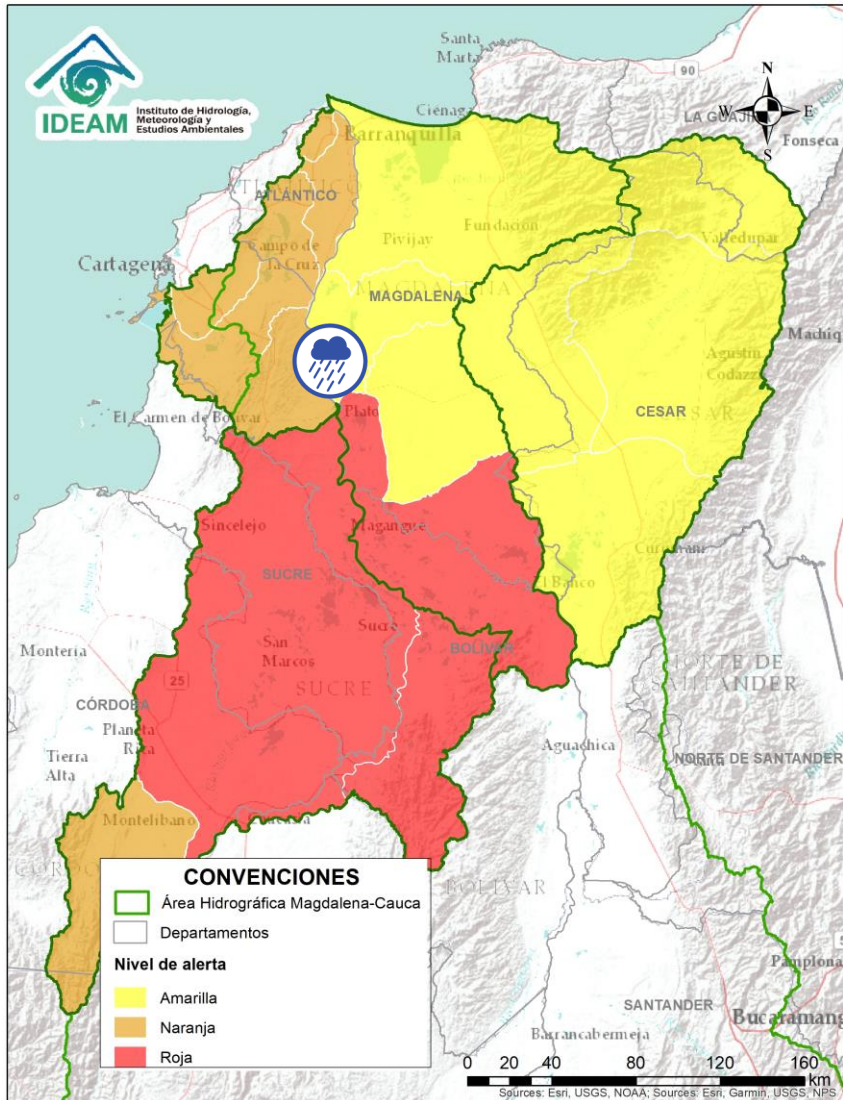 IDEAM
Instituto de Hidrología,
Meteorología y
Estudios Ambientales
Santa
Marta
90
N
W
E
S
Ciénaga
LA GUAJIRA
Fonseca
Barranquilla
ATLÁNTICO
Fundación
Valledupar
Campo de
la Cruz
Pivijay
Cartagena
MAGDALENA
MAGDALENA
Machiq
Agustín
Codazzi
El Carmen de Bolívar
Plato
CESAR
Sincelejo
Magangué
SUCRE
El Banco
Montería
Sucre
San
Marcos
BOLÍVAR
NORTE DE
SANTANDER
25
SUCRE
CÓRDOBA
Planeta
Rica
Tierra
Alta
Aguachica
NORTE DE SANTANDER
Montelíbano
BOLÍVAR
CONVENCIONES
Área Hidrográfica Magdalena-Cauca
Departamentos
Nivel de alerta
Amarilla
Naranja
Roja
Pamplona
SANTANDER
Bucaramang
Barrancabermeja
0 20 40 80 120 160
km
Sources: Esri, USGS, NOAA; Sources: Esri, Garmin, USGS, NPS